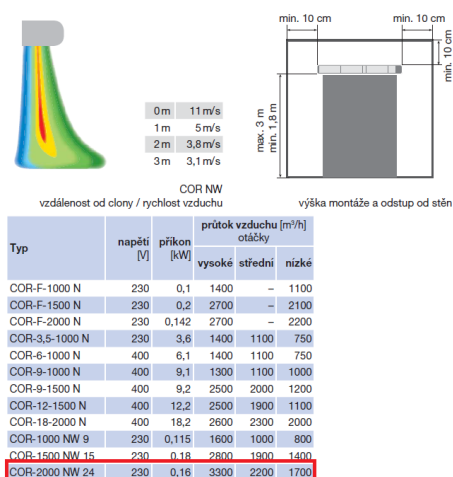 min. 10 cm
min. 10 cm
min. 10 cm
max. 3 m
min. 1,8 m
0 m 11 m/s
1 m 5 m/s
2 m 3,8 m/s
3 m 3,1 m/s
COR NW
vzdálenost od clony / rychlost vzduchu
výška montáže a odstup od stěn
Typ napětí [V] příkon [kW] průtok vzduchu [m³/h]
otáčky
vysoké střední nízké
COR-F-1000 N 230 0,1 1400 – 1100
COR-F-1500 N 230 0,2 2700 – 2100
COR-F-2000 N 230 0,142 2700 – 2200
COR-3,5-1000 N 230 3,6 1400 1100 750
COR-6-1000 N 400 6,1 1400 1100 750
COR-9-1000 N 400 9,1 1300 1100 1000
COR-9-1500 N 400 9,2 2500 2000 1200
COR-12-1500 N 400 12,2 2500 1900 1100
COR-18-2000 N 400 18,2 2600 2300 2000
COR-1000 NW 9 230 0,115 1600 1000 800
COR-1500 NW 15 230 0,18 2800 1900 1400
COR-2000 NW 24 230 0,16 3300 2200 1700